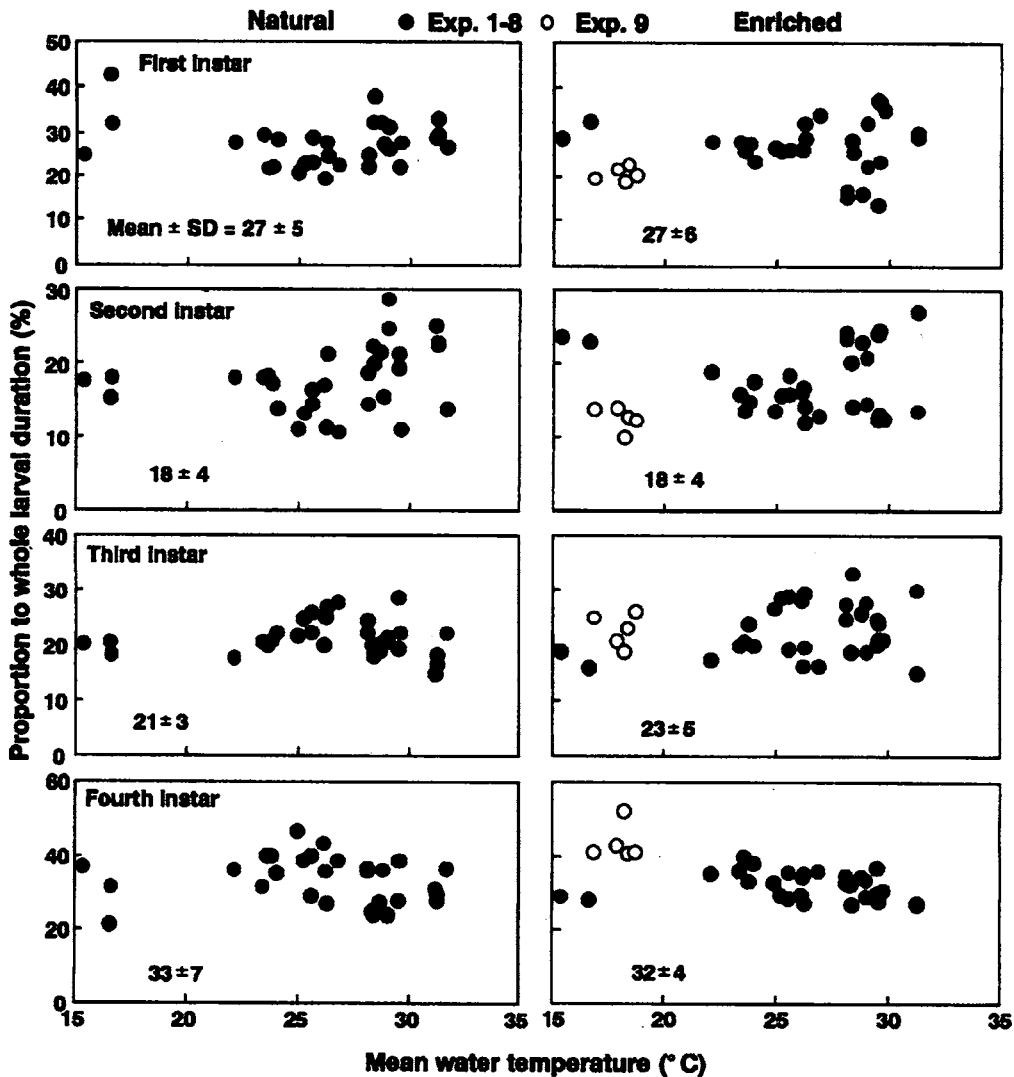 Natural ● Exp. 1-8 ○ Exp. 9 Enriched
50
40
30
20
10
0
First instar
Mean ± SD = 27 ± 5
27±6
30
20
10
0
Second instar
18 ± 4
18 ± 4
40
30
20
10
0
Third instar
21 ± 3
23±5
60
40
20
0
Fourth instar
33±7
32±4
15 20 25 30 35
15 20 25 30 35
Proportion to whole larval duration (%)
Mean water temperature (°C)